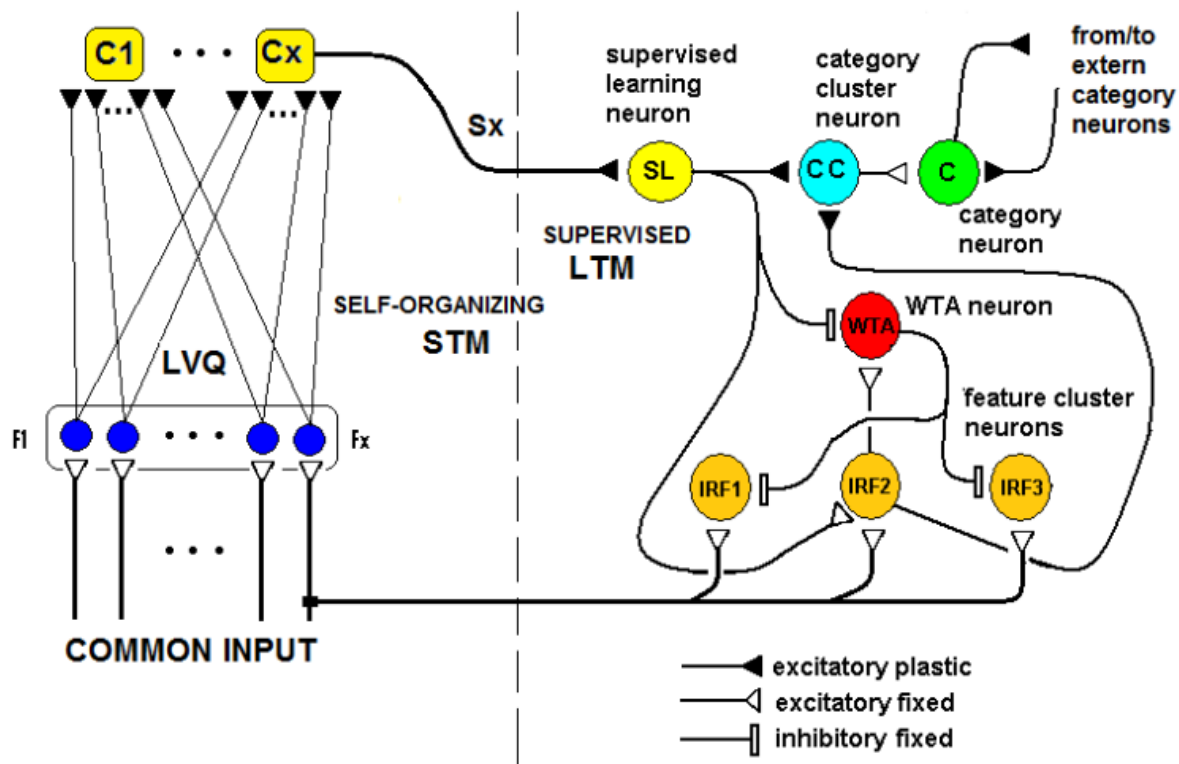 C1 • • • Cx
...
...
Sx
supervised
learning
neuron
category
cluster
neuron
from/to
extern
category
neurons
SL
CC
C
category
neuron
SUPERVISED
LTM
SELF-ORGANIZING
STM
LVQ
WTA
WTA neuron
feature cluster
neurons
F1 • • • Fx
IRF1
IRF2
IRF3
• • •
COMMON INPUT
excitatory plastic
excitatory fixed
inhibitory fixed